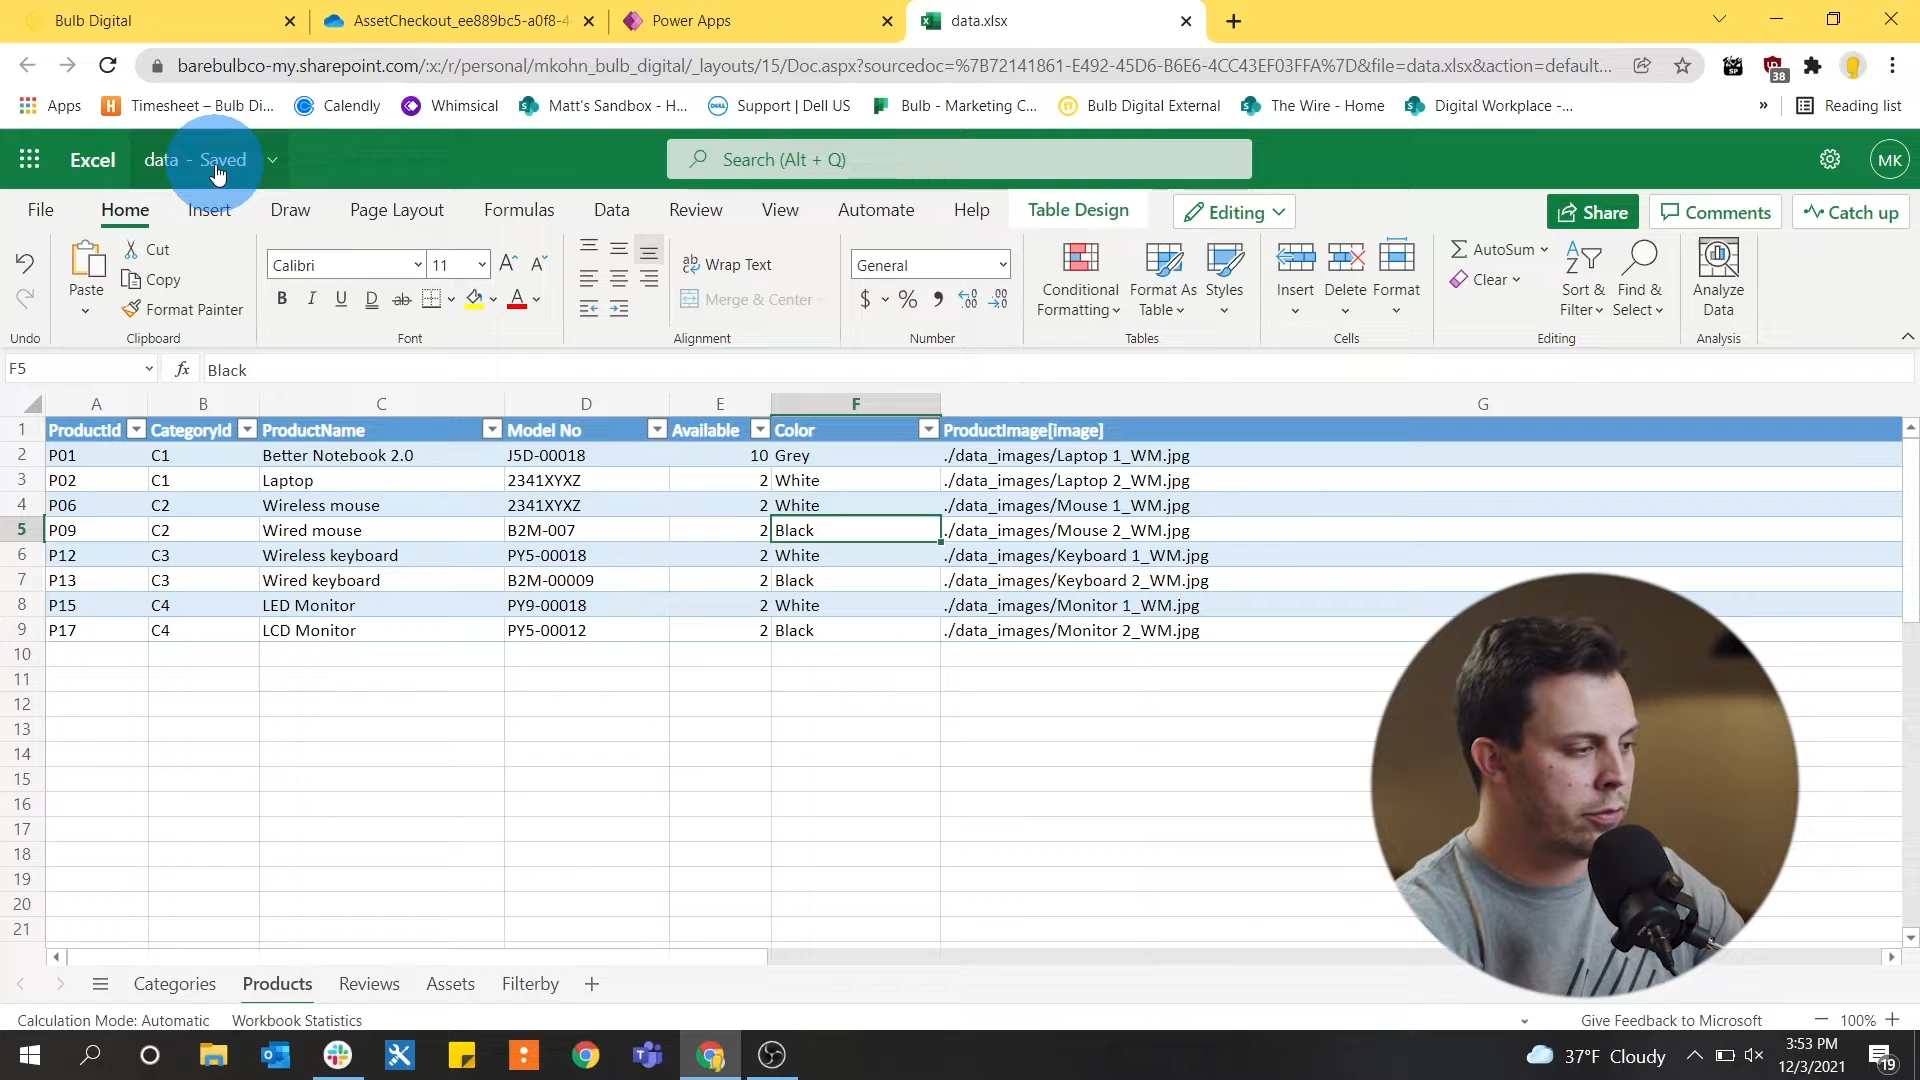 Bulb Digital
AssetCheckout_ee889bc5-a0f8-4
Power Apps
data.xlsx
barebulbco-my.sharepoint.com/:x:/r/personal/mkohn_bulb_digital/_layouts/15/Doc.aspx?sourcedoc=%7B72141861-E492-45D6-B6E6-4CC43EF03FFA%7D&file=data.xlsx&action=default...
38
Apps
Timesheet – Bulb Di...
Calendly
Whimsical
Matt's Sandbox - H...
Support | Dell US
Bulb - Marketing C...
Bulb Digital External
The Wire - Home
Digital Workplace -...
»
Reading list
Excel
data - Saved
Search (Alt + Q)
MK
File Home Insert Draw Page Layout Formulas Data Review View Automate Help Table Design
Editing
Share
Comments
Catch up
Undo
Paste
Cut
Copy
Format Painter
Clipboard
Calibri
11
B I U D ab
Font
Wrap Text
Merge & Center
Alignment
General
$ % 9
Number
Conditional Formatting
Format As Table
Styles
Tables
Insert
Delete
Format
Cells
AutoSum
Clear
Sort & Filter
Find & Select
Editing
Analyze Data
Analysis
F5
fx
Black
A B C D E F G
1 ProductId CategoryId ProductName Model No Available Color ProductImage[image]
2 P01 C1 Better Notebook 2.0 J5D-00018 10 Grey ./data_images/Laptop 1_WM.jpg
3 P02 C1 Laptop 2341XYXZ 2 White ./data_images/Laptop 2_WM.jpg
4 P06 C2 Wireless mouse 2341XYXZ 2 White ./data_images/Mouse 1_WM.jpg
5 P09 C2 Wired mouse B2M-007 2 Black ./data_images/Mouse 2_WM.jpg
6 P12 C3 Wireless keyboard PY5-00018 2 White ./data_images/Keyboard 1_WM.jpg
7 P13 C3 Wired keyboard B2M-00009 2 Black ./data_images/Keyboard 2_WM.jpg
8 P15 C4 LED Monitor PY9-00018 2 White ./data_images/Monitor 1_WM.jpg
9 P17 C4 LCD Monitor PY5-00012 2 Black ./data_images/Monitor 2_WM.jpg
10
11
12
13
14
15
16
17
18
19
20
21
Categories Products Reviews Assets Filterby +
Calculation Mode: Automatic Workbook Statistics
Give Feedback to Microsoft
100%
37°F Cloudy
3:53 PM
12/3/2021
19